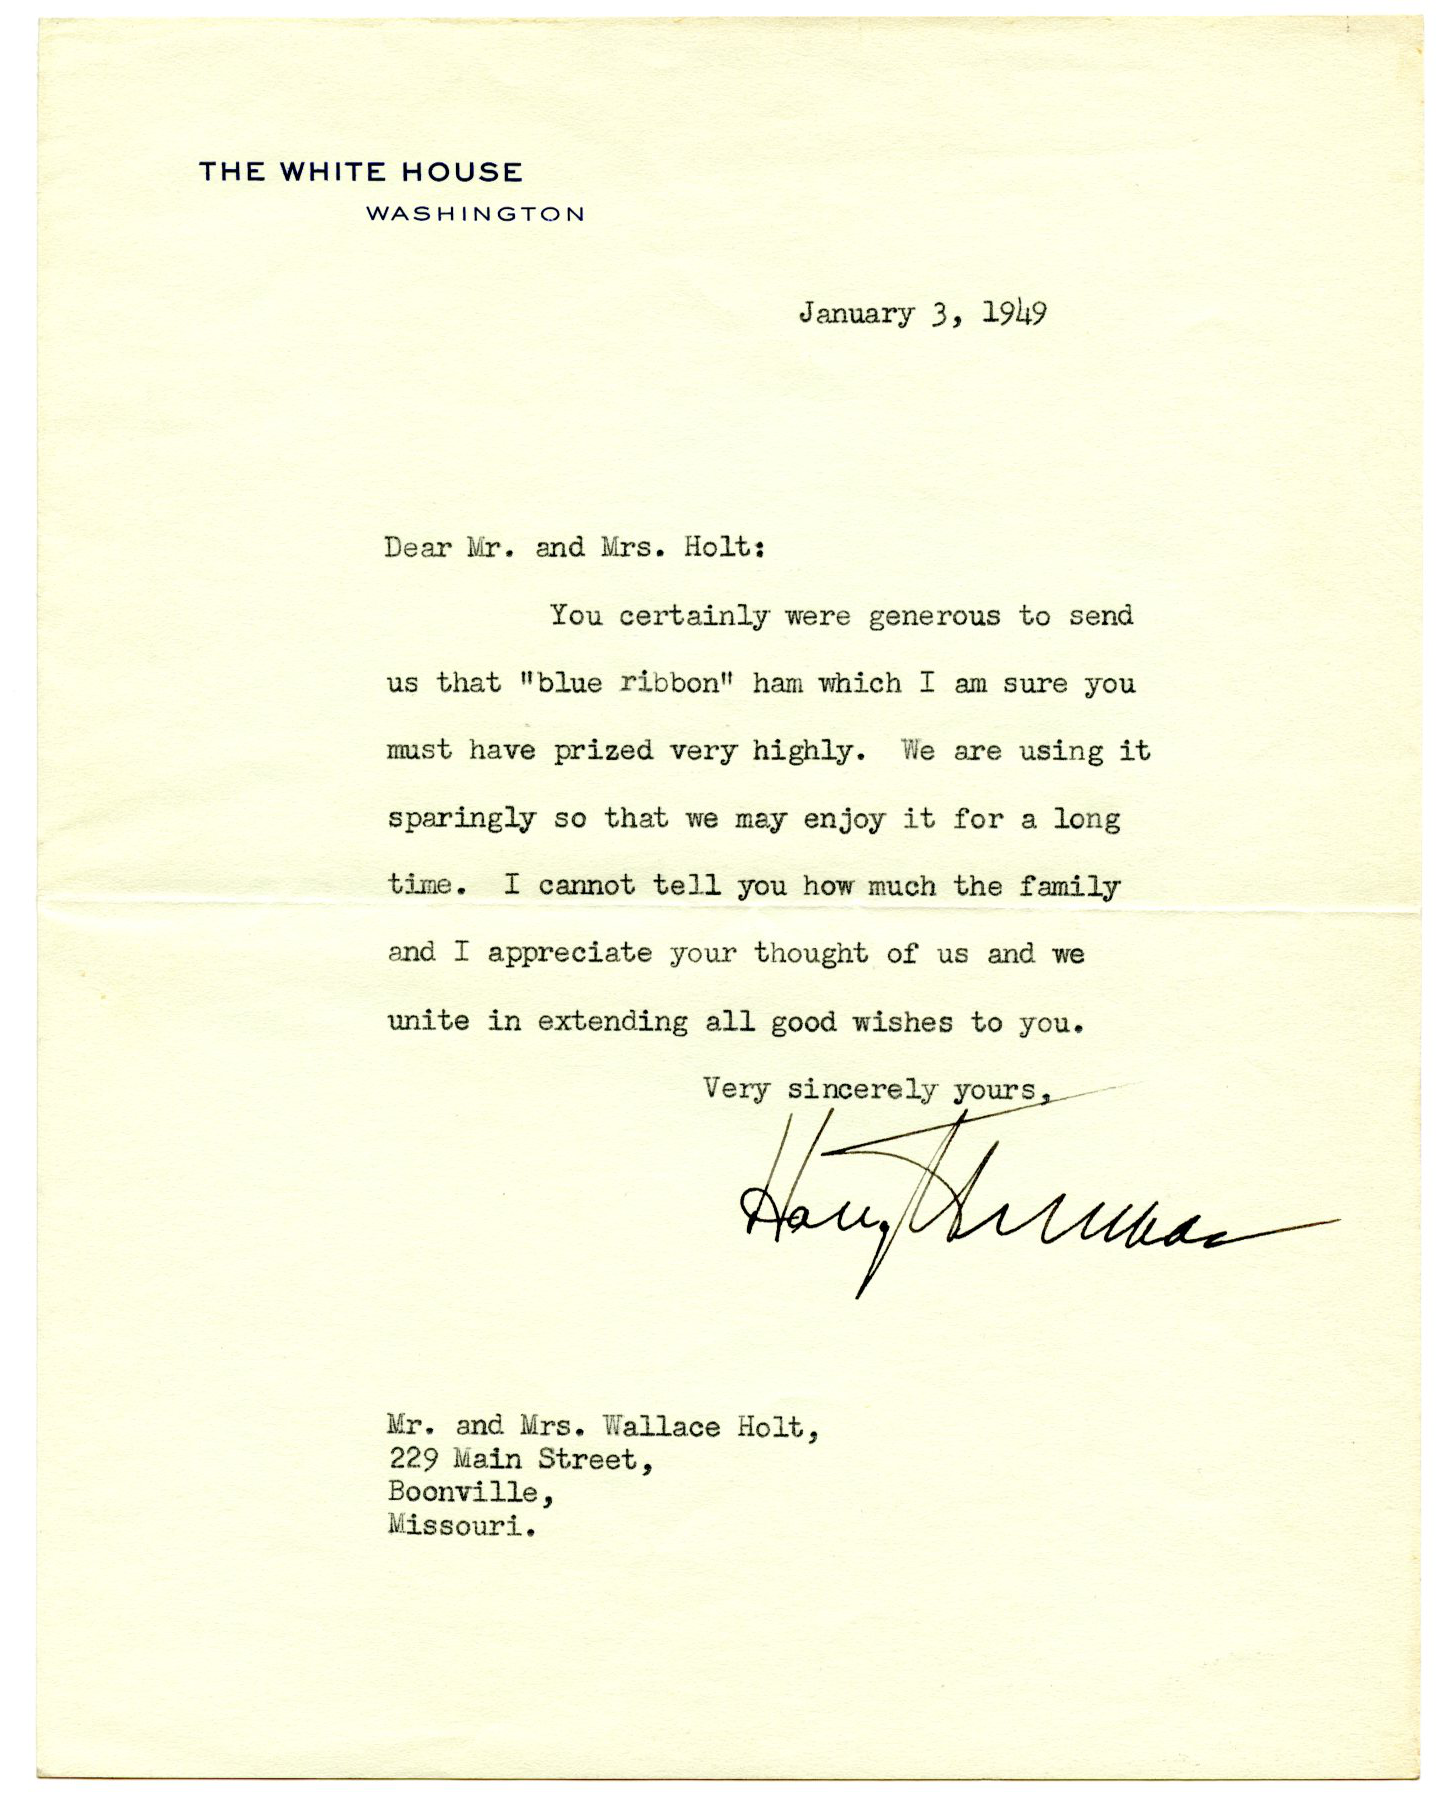 THE WHITE HOUSE
WASHINGTON
January 3, 1949
Dear Mr. and Mrs. Holt:
You certainly were generous to send
us that "blue ribbon" ham which I am sure you
must have prized very highly. We are using it
sparingly so that we may enjoy it for a long
time. I cannot tell you how much the family
and I appreciate your thought of us and we
unite in extending all good wishes to you.
Very sincerely yours,
Harry Truman
Mr. and Mrs. Wallace Holt,
229 Main Street,
Boonville,
Missouri.